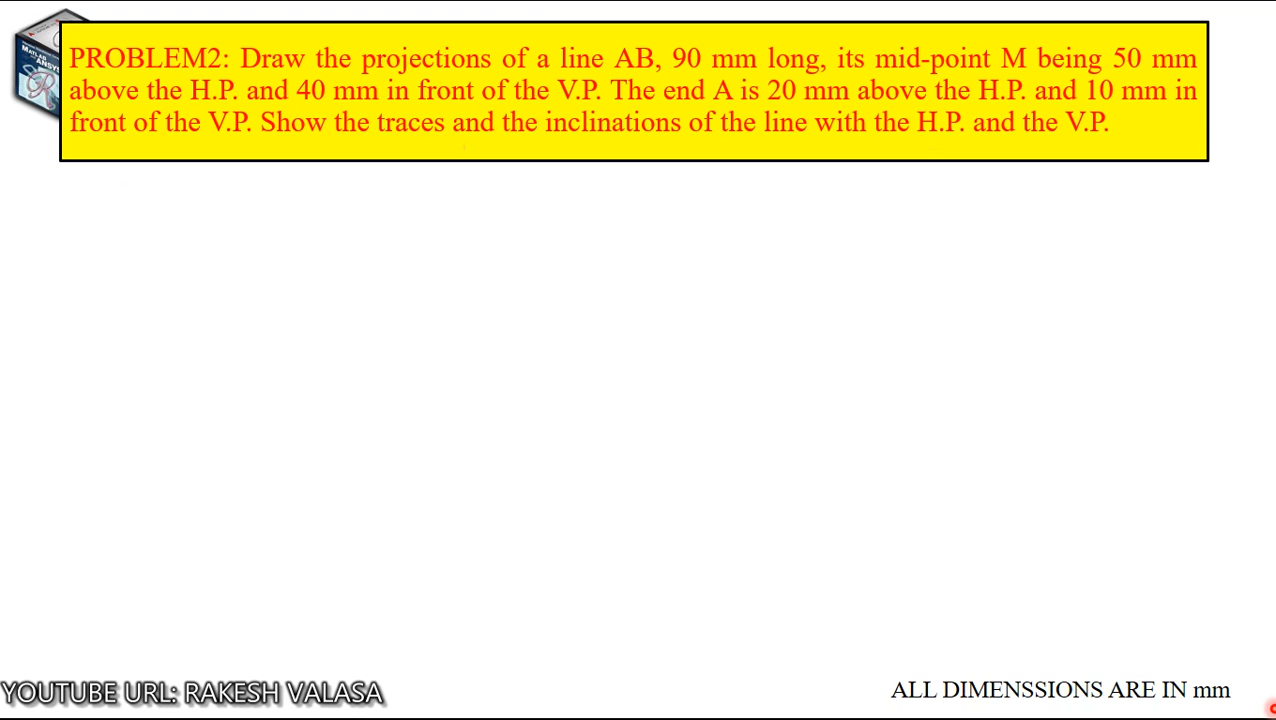 PROBLEM2: Draw the projections of a line AB, 90 mm long, its mid-point M being 50 mm
above the H.P. and 40 mm in front of the V.P. The end A is 20 mm above the H.P. and 10 mm in
front of the V.P. Show the traces and the inclinations of the line with the H.P. and the V.P.
MATLAB
ANSY
R
YOUTUBE URL: RAKESH VALASA
ALL DIMENSSIONS ARE IN mm